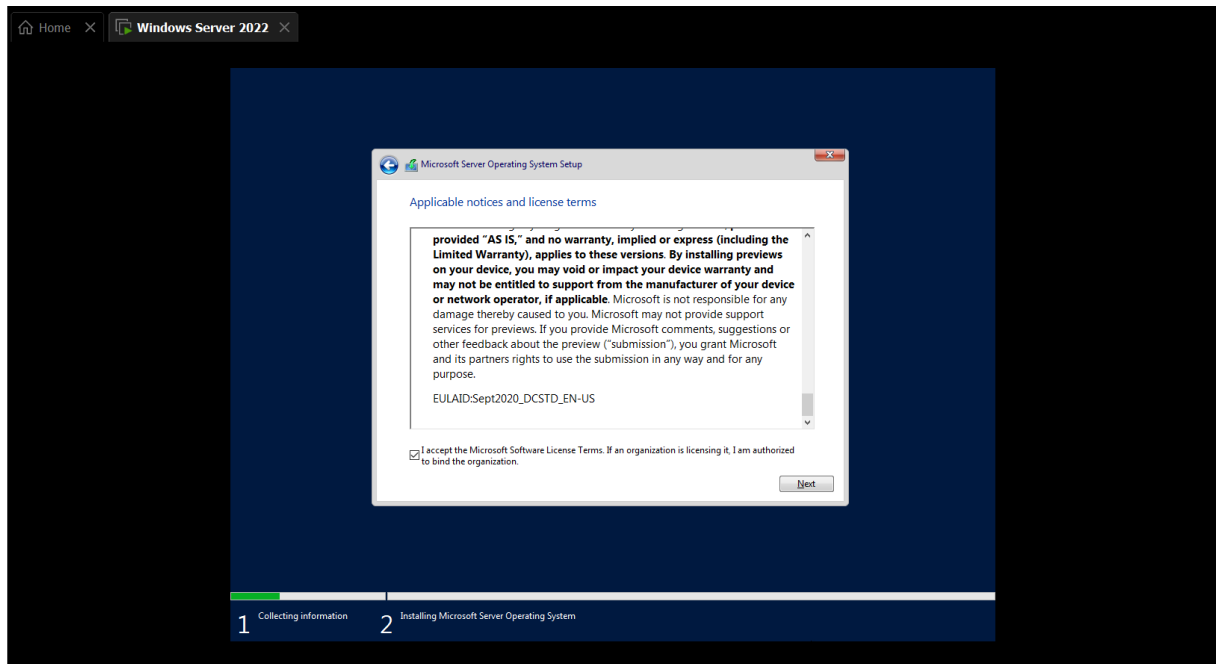 Home
Windows Server 2022
Microsoft Server Operating System Setup
Applicable notices and license terms
provided “AS IS,” and no warranty, implied or express (including the
Limited Warranty), applies to these versions. By installing previews
on your device, you may void or impact your device warranty and
may not be entitled to support from the manufacturer of your device
or network operator, if applicable. Microsoft is not responsible for any
damage thereby caused to you. Microsoft may not provide support
services for previews. If you provide Microsoft comments, suggestions or
other feedback about the preview (“submission”), you grant Microsoft
and its partners rights to use the submission in any way and for any
purpose.
EULAID:Sept2020_DCSTD_EN-US
I accept the Microsoft Software License Terms. If an organization is licensing it, I am authorized
to bind the organization.
Next
1 Collecting information
2 Installing Microsoft Server Operating System